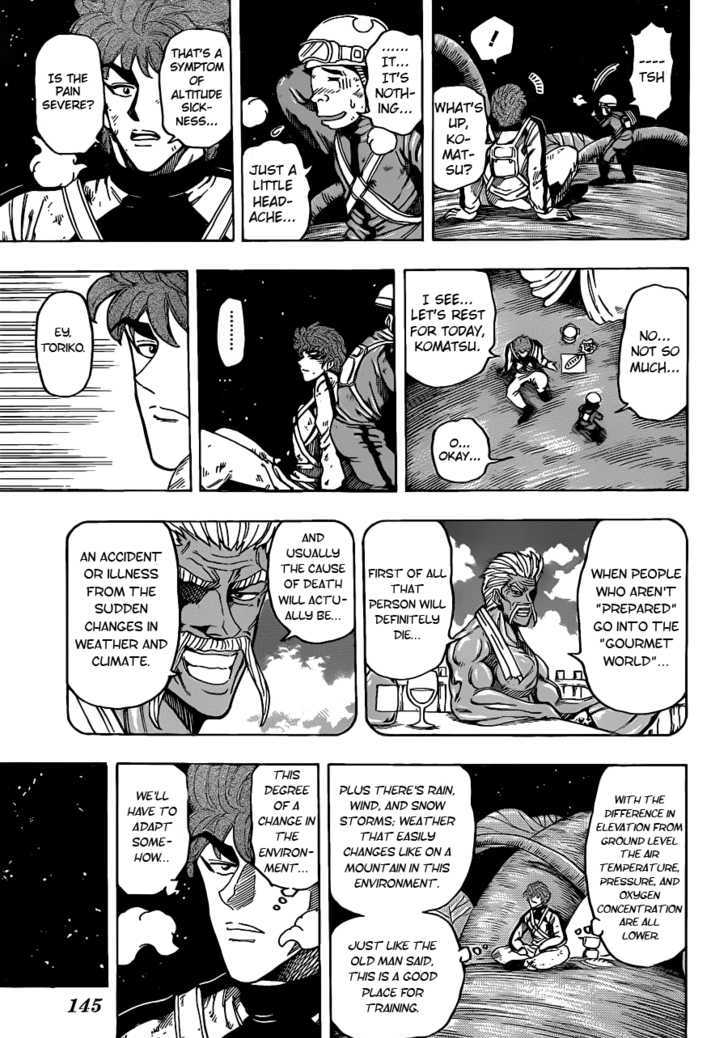 ----
TSH
!
WHAT'S
UP,
KO-
MAT-
SU?
......
IT...
IT'S
NOTH-
ING...
JUST A
LITTLE
HEAD-
ACHE...
THAT'S A
SYMPTOM
OF
ALTITUDE
SICK-
NESS...
IS THE
PAIN
SEVERE?
NO...
NOT SO
MUCH...
I SEE...
LET'S REST
FOR TODAY,
KOMATSU.
O...
OKAY...
........
EY,
TORIKO.
WHEN PEOPLE
WHO AREN'T
"PREPARED"
GO INTO THE
"GOURMET
WORLD"...
FIRST OF ALL
THAT
PERSON WILL
DEFINITELY
DIE...
AND
USUALLY
THE CAUSE
OF DEATH
WILL ACTU-
ALLY BE...
AN ACCIDENT
OR ILLNESS
FROM THE
SUDDEN
CHANGES IN
WEATHER AND
CLIMATE.
WITH THE
DIFFERENCE IN
ELEVATION FROM
GROUND LEVEL
THE AIR
TEMPERATURE,
PRESSURE, AND
OXYGEN
CONCENTRATION
ARE ALL
LOWER.
PLUS THERE'S RAIN,
WIND, AND SNOW
STORMS; WEATHER
THAT EASILY
CHANGES LIKE ON A
MOUNTAIN IN THIS
ENVIRONMENT.
JUST LIKE THE
OLD MAN SAID,
THIS IS A GOOD
PLACE FOR
TRAINING.
THIS
DEGREE
OF A
CHANGE IN
THE
ENVIRON-
MENT...
WE'LL
HAVE TO
ADAPT
SOME-
HOW...
145